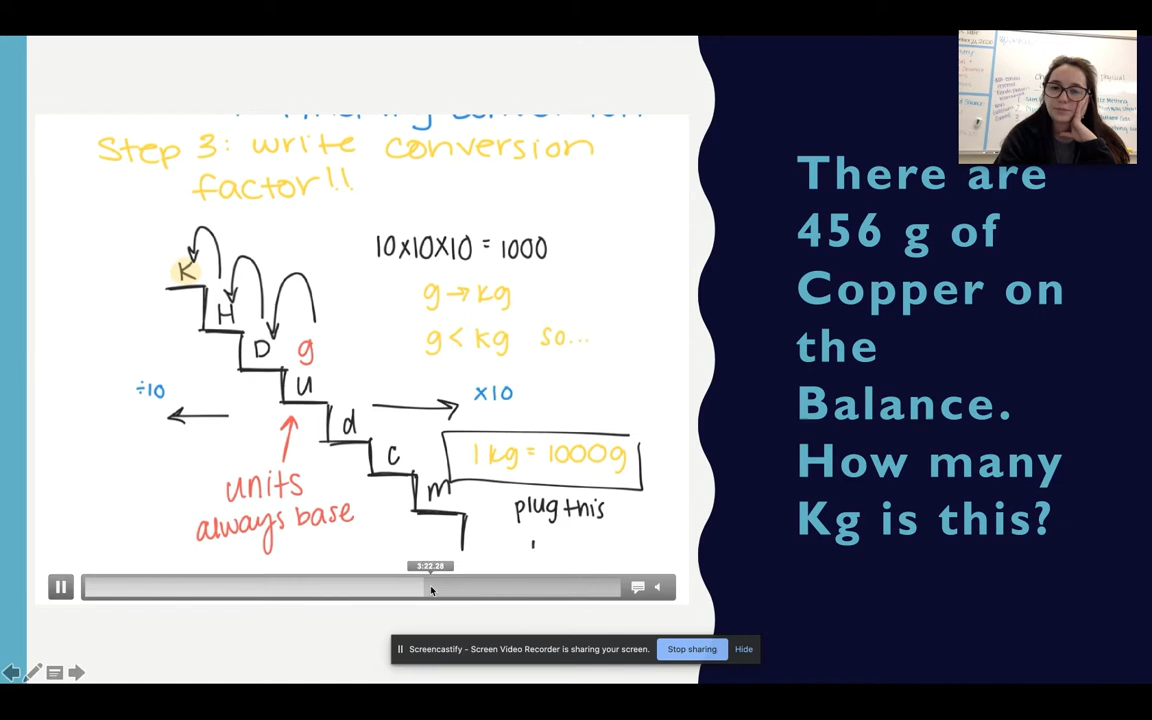 Step 3: write conversion
factor!!
10x10x10 = 1000
K
g → kg
H
g < kg so...
D
g
÷10
U
x10
d
1 kg = 1000g
c
m
units
always base
plug this
3:22.28
There are
456 g of
Copper on
the
Balance.
How many
Kg is this?
Screencastify - Screen Video Recorder is sharing your screen.
Stop sharing
Hide